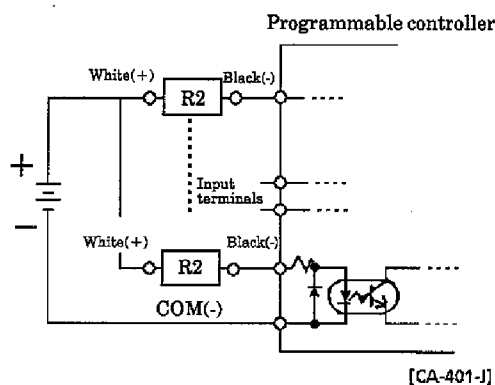 Programmable controller
White(+)
R2
Black(-)
+
Input
terminals
−
White(+)
R2
Black(-)
COM(-)
[CA-401-J]